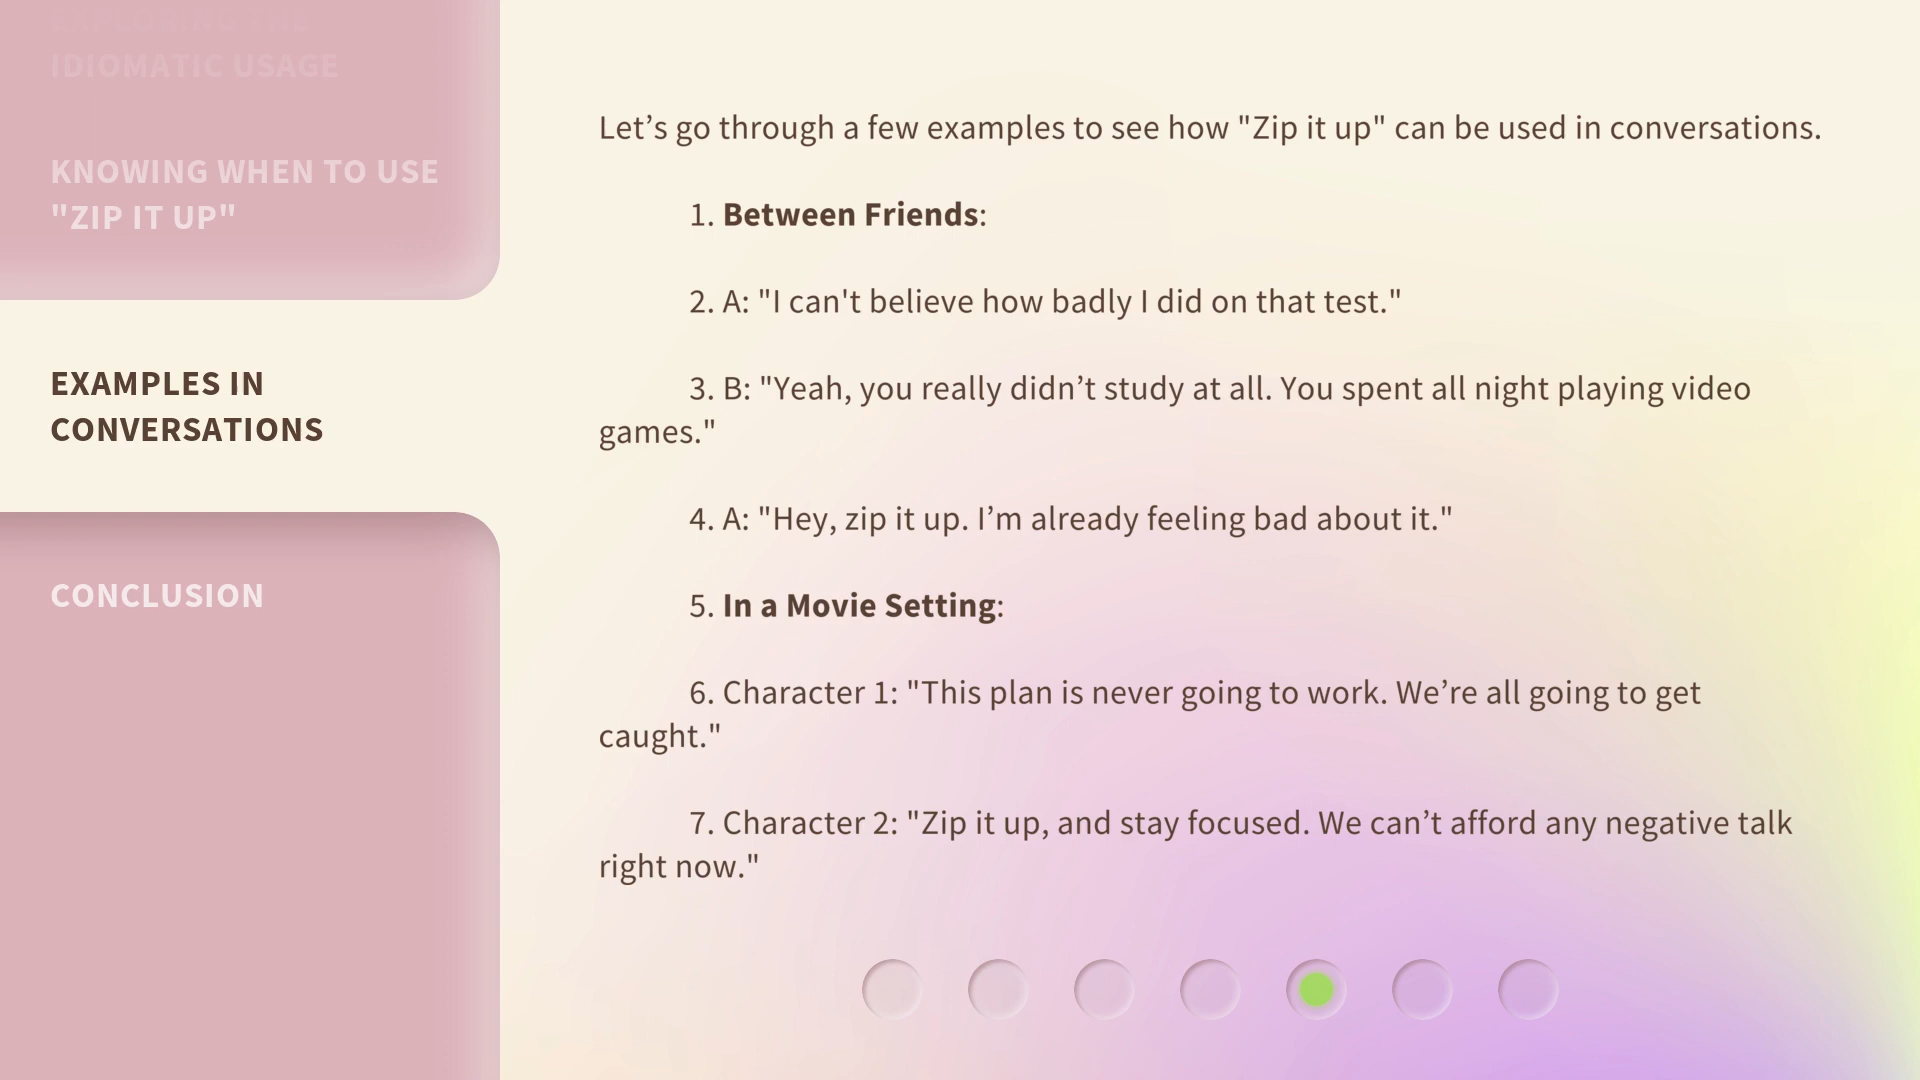 IDIOMATIC USAGE
KNOWING WHEN TO USE
"ZIP IT UP"
EXAMPLES IN
CONVERSATIONS
CONCLUSION
Let’s go through a few examples to see how "Zip it up" can be used in conversations.
1. Between Friends:
2. A: "I can't believe how badly I did on that test."
3. B: "Yeah, you really didn’t study at all. You spent all night playing video
games."
4. A: "Hey, zip it up. I’m already feeling bad about it."
5. In a Movie Setting:
6. Character 1: "This plan is never going to work. We’re all going to get
caught."
7. Character 2: "Zip it up, and stay focused. We can’t afford any negative talk
right now."